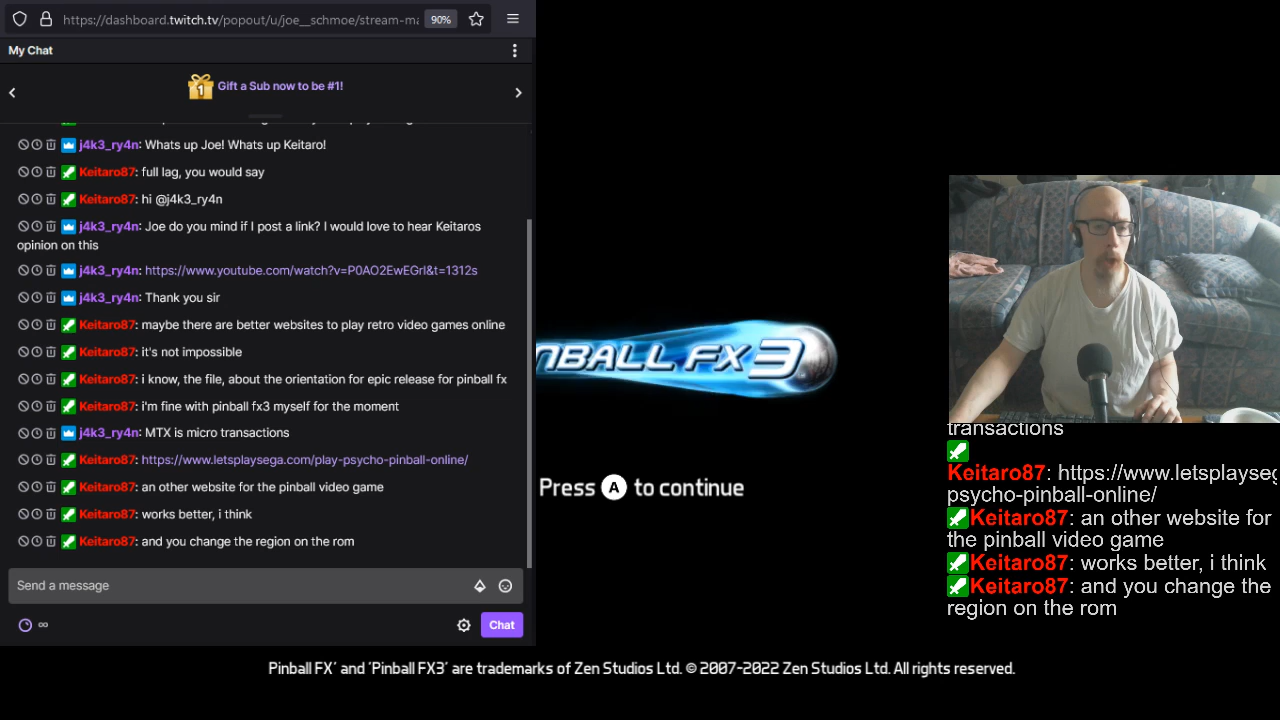 https://dashboard.twitch.tv/popout/u/joe__schmoe/stream-ma
90%
My Chat
1
Gift a Sub now to be #1!
j4k3_ry4n: Whats up Joe! Whats up Keitaro!
Keitaro87: full lag, you would say
Keitaro87: hi @j4k3_ry4n
j4k3_ry4n: Joe do you mind if I post a link? I would love to hear Keitaros
opinion on this
j4k3_ry4n: https://www.youtube.com/watch?v=P0AO2EwEGrI&t=1312s
j4k3_ry4n: Thank you sir
Keitaro87: maybe there are better websites to play retro video games online
Keitaro87: it's not impossible
Keitaro87: i know, the file, about the orientation for epic release for pinball fx
Keitaro87: i'm fine with pinball fx3 myself for the moment
j4k3_ry4n: MTX is micro transactions
Keitaro87: https://www.letsplaysega.com/play-psycho-pinball-online/
Keitaro87: an other website for the pinball video game
Keitaro87: works better, i think
Keitaro87: and you change the region on the rom
Send a message
∞
Chat
NBALL FX3
Press A to continue
transactions
Keitaro87: https://www.letsplayseg
psycho-pinball-online/
Keitaro87: an other website for
the pinball video game
Keitaro87: works better, i think
Keitaro87: and you change the
region on the rom
Pinball FX' and 'Pinball FX3' are trademarks of Zen Studios Ltd. © 2007-2022 Zen Studios Ltd. All rights reserved.